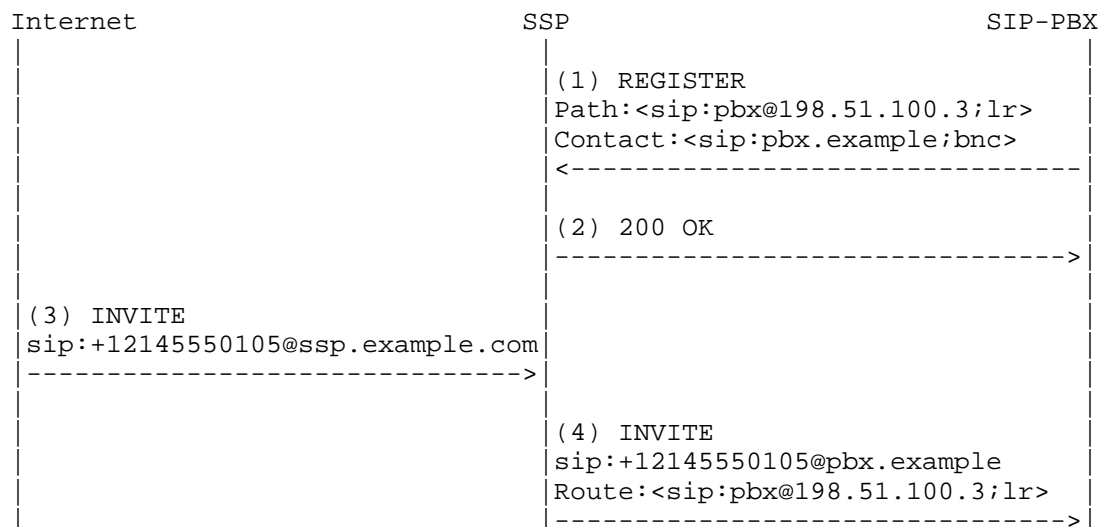 Internet SSP SIP-PBX
(1) REGISTER
Path:<sip:pbx@198.51.100.3;lr>
Contact:<sip:pbx.example;bnc>
(2) 200 OK
(3) INVITE
sip:+12145550105@ssp.example.com
(4) INVITE
sip:+12145550105@pbx.example
Route:<sip:pbx@198.51.100.3;lr>